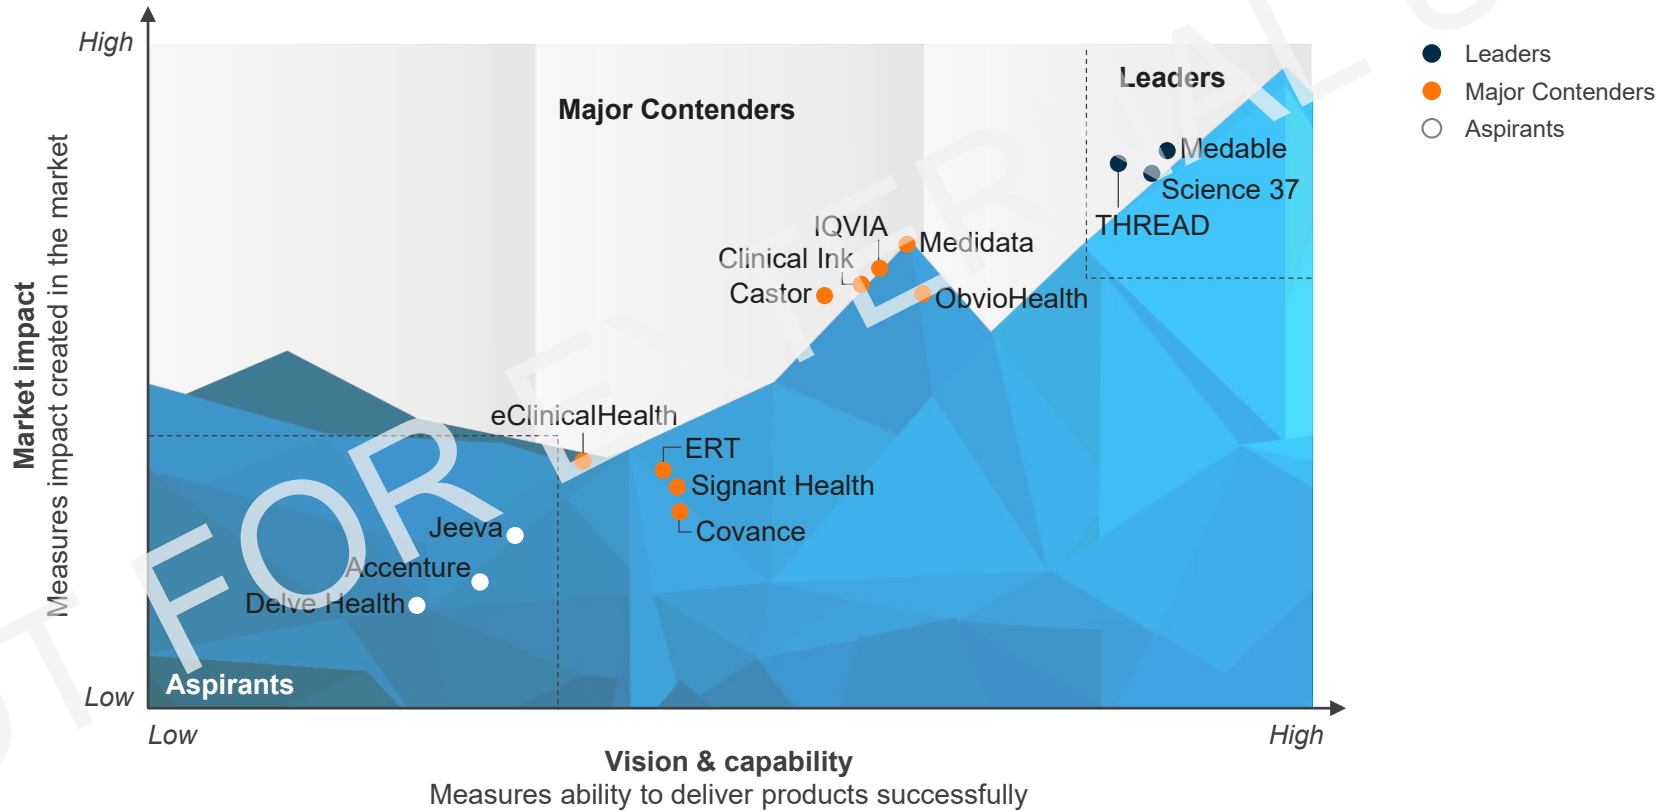 High
Leaders
Major Contenders
Aspirants
Leaders
Major Contenders
Medable
Science 37
THREAD
IQVIA
Medidata
Clinical Ink
Castor
ObvioHealth
eClinicalHealth
ERT
Signant Health
Covance
Jeeva
Accenture
Delve Health
Aspirants
Market impact
Measures impact created in the market
Low
Low
High
Vision & capability
Measures ability to deliver products successfully
OT FOR EXTERNAL U